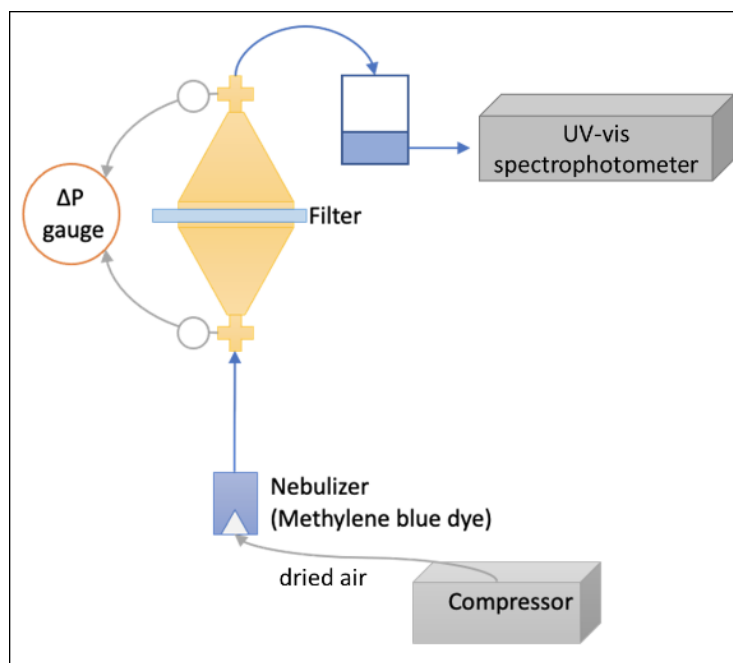 UV-vis
spectrophotometer
ΔP
gauge
Filter
Nebulizer
(Methylene blue dye)
dried air
Compressor